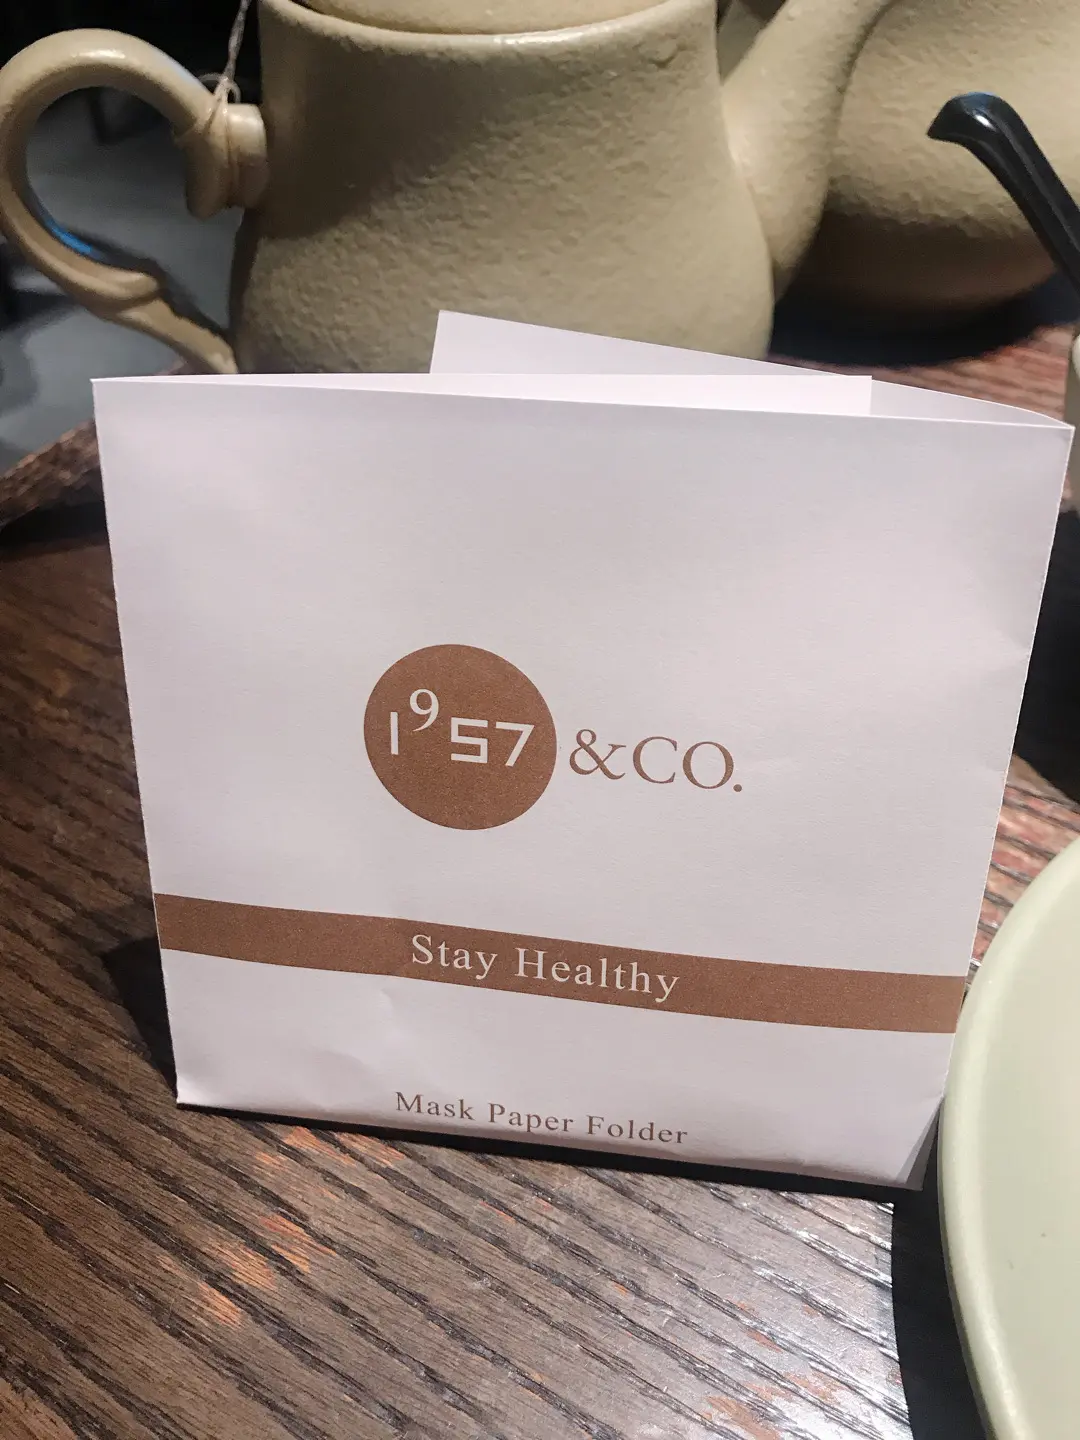 1957 &CO.
Stay Healthy
Mask Paper Folder